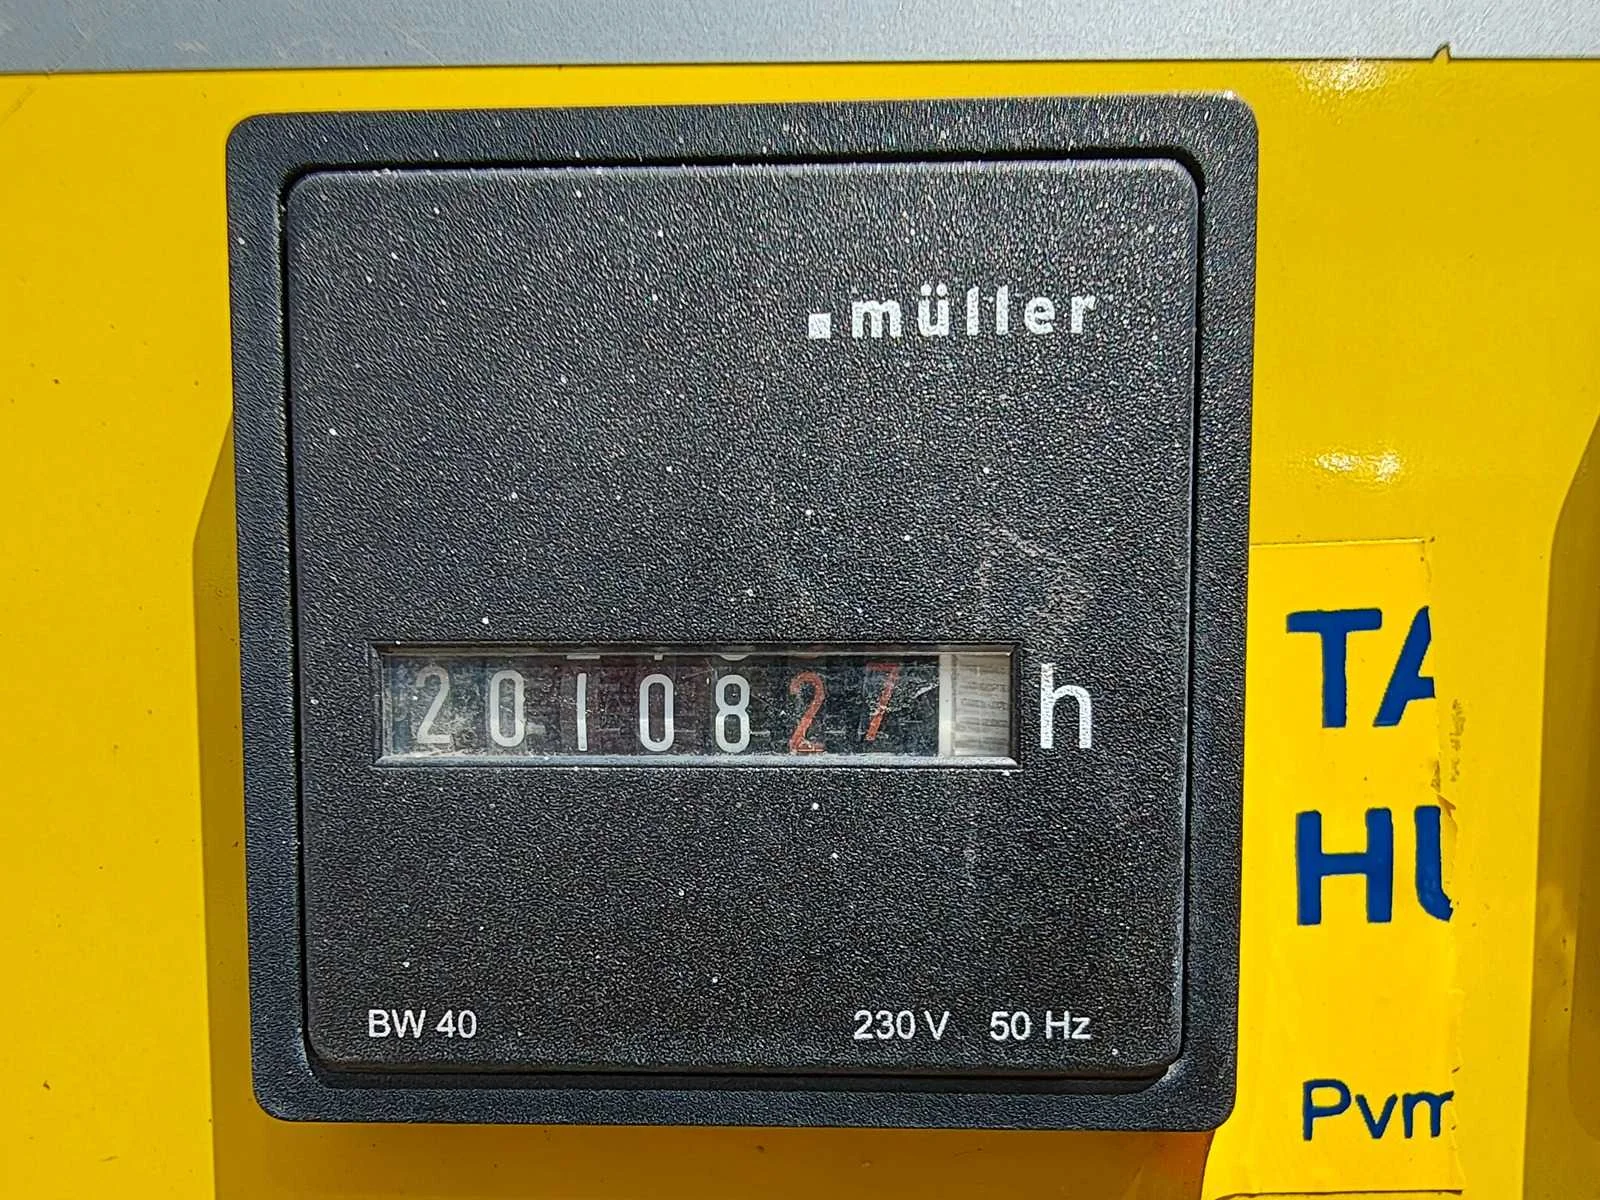 müller
2010827 h
BW 40 230 V 50 Hz
TA
HU
Pvm